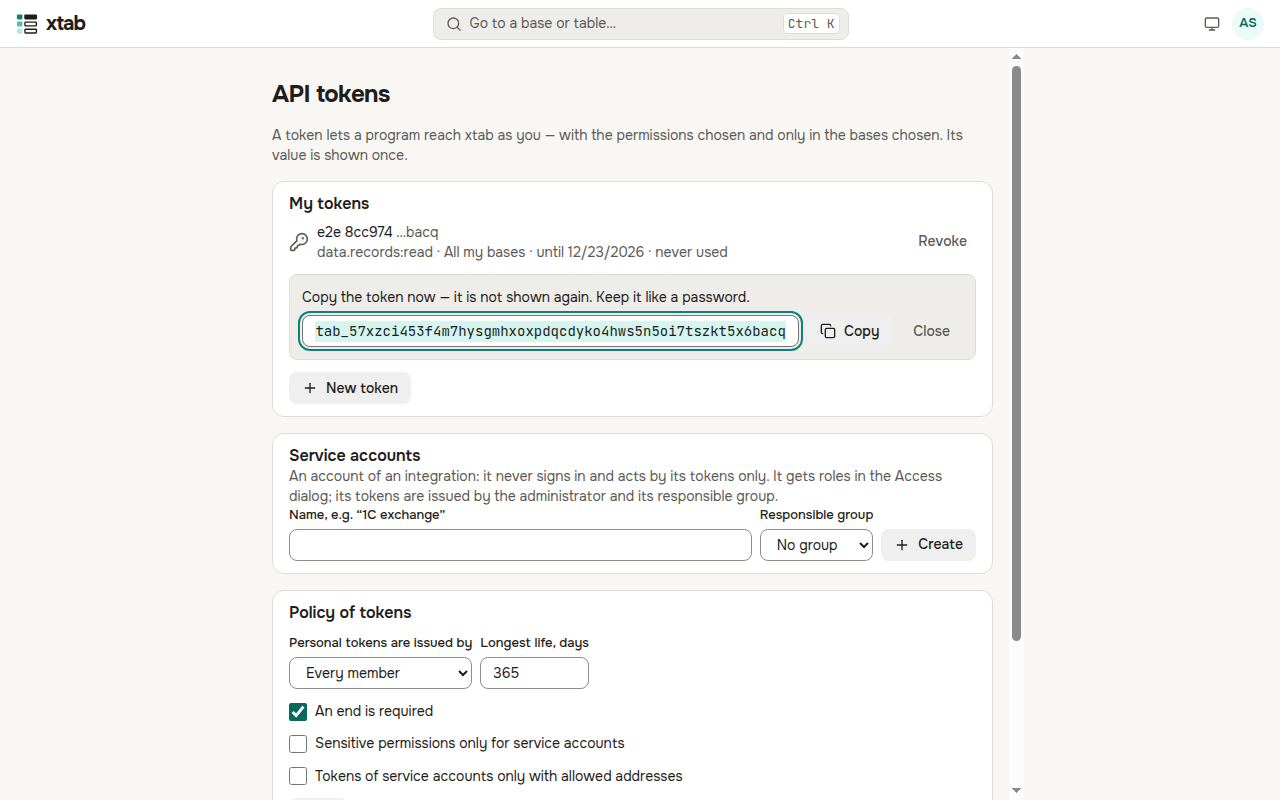 xtab
Go to a base or table...
Ctrl K
AS
API tokens
A token lets a program reach xtab as you — with the permissions chosen and only in the bases chosen. Its
value is shown once.
My tokens
e2e 8cc974 ...bacq
data.records:read · All my bases · until 12/23/2026 · never used
Revoke
Copy the token now — it is not shown again. Keep it like a password.
tab_57xzci453f4m7hysgmhxoxpdqcdyko4hws5n5oi7tszkt5x6bacq
Copy
Close
New token
Service accounts
An account of an integration: it never signs in and acts by its tokens only. It gets roles in the Access
dialog; its tokens are issued by the administrator and its responsible group.
Name, e.g. “1C exchange”
Responsible group
No group
Create
Policy of tokens
Personal tokens are issued by
Longest life, days
Every member
365
An end is required
Sensitive permissions only for service accounts
Tokens of service accounts only with allowed addresses